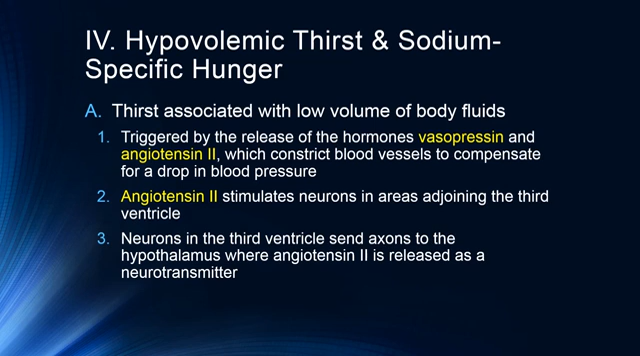 IV. Hypovolemic Thirst & Sodium-
Specific Hunger
A. Thirst associated with low volume of body fluids
1. Triggered by the release of the hormones vasopressin and
angiotensin II, which constrict blood vessels to compensate
for a drop in blood pressure
2. Angiotensin II stimulates neurons in areas adjoining the third
ventricle
3. Neurons in the third ventricle send axons to the
hypothalamus where angiotensin II is released as a
neurotransmitter